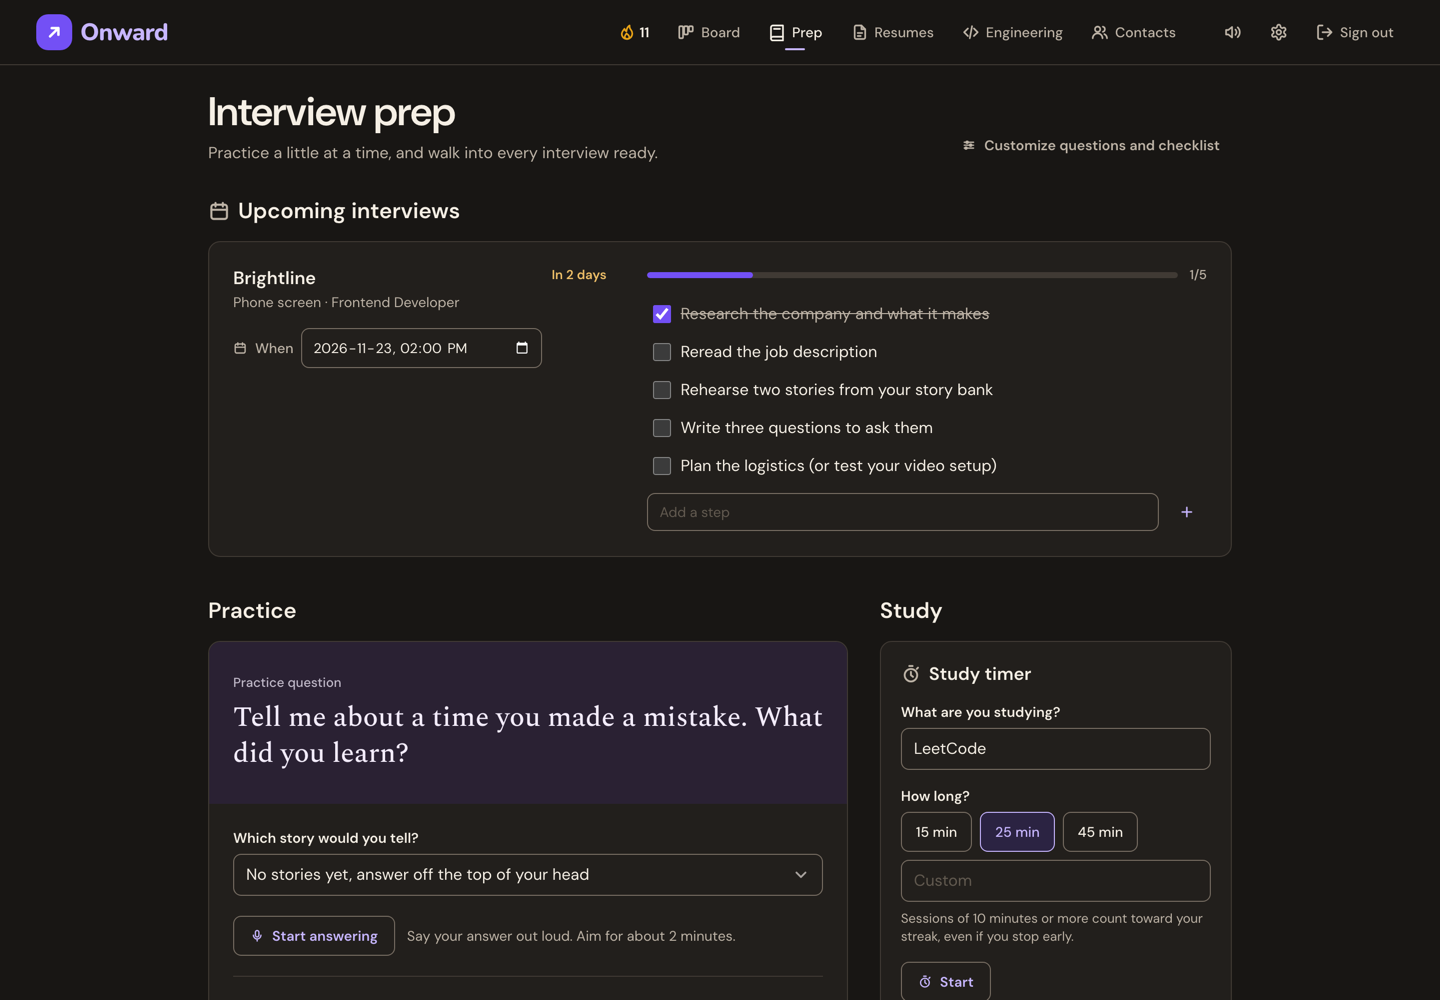 Onward
11
Board
Prep
Resumes
Engineering
Contacts
Sign out
Interview prep
Practice a little at a time, and walk into every interview ready.
Customize questions and checklist
Upcoming interviews
Brightline
In 2 days
Phone screen · Frontend Developer
When
2026-11-23, 02:00 PM
1/5
Research the company and what it makes
Reread the job description
Rehearse two stories from your story bank
Write three questions to ask them
Plan the logistics (or test your video setup)
Add a step
Practice
Practice question
Tell me about a time you made a mistake. What
did you learn?
Which story would you tell?
No stories yet, answer off the top of your head
Start answering
Say your answer out loud. Aim for about 2 minutes.
Study
Study timer
What are you studying?
LeetCode
How long?
15 min
25 min
45 min
Custom
Sessions of 10 minutes or more count toward your
streak, even if you stop early.
Start